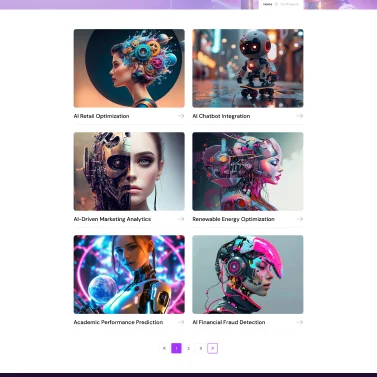 Home
AI Retail Optimization
AI Chatbot Integration
AI-Driven Marketing Analytics
Renewable Energy Optimization
Academic Performance Prediction
AI Financial Fraud Detection
1 2 3